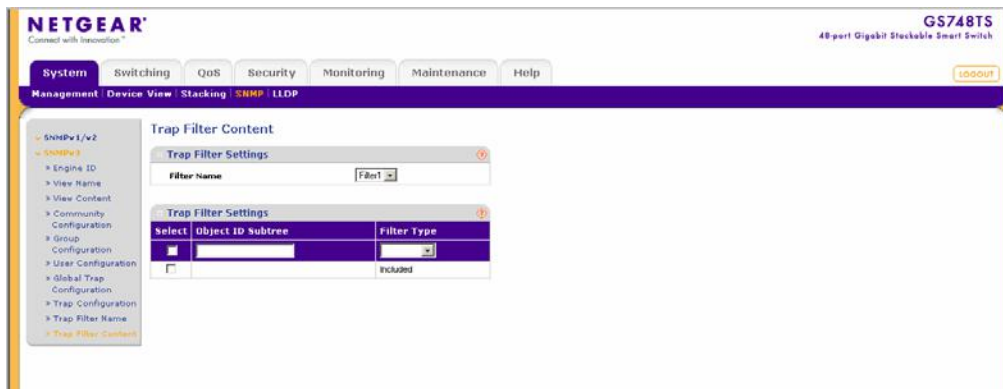 NETGEAR
Connect with Innovation™
GS748TS
48-port Gigabit Stackable Smart Switch
System Switching QoS Security Monitoring Maintenance Help
LOGOUT
Management Device View Stacking SNMP LLDP
SNMPv1/v2
SNMPv3
Engine ID
View Name
View Content
Community
Configuration
Group
Configuration
User Configuration
Global Trap
Configuration
Trap Configuration
Trap Filter Name
Trap Filter Content
Trap Filter Content
Trap Filter Settings
Filter Name Filter1
Trap Filter Settings
Select Object ID Subtree Filter Type
Included